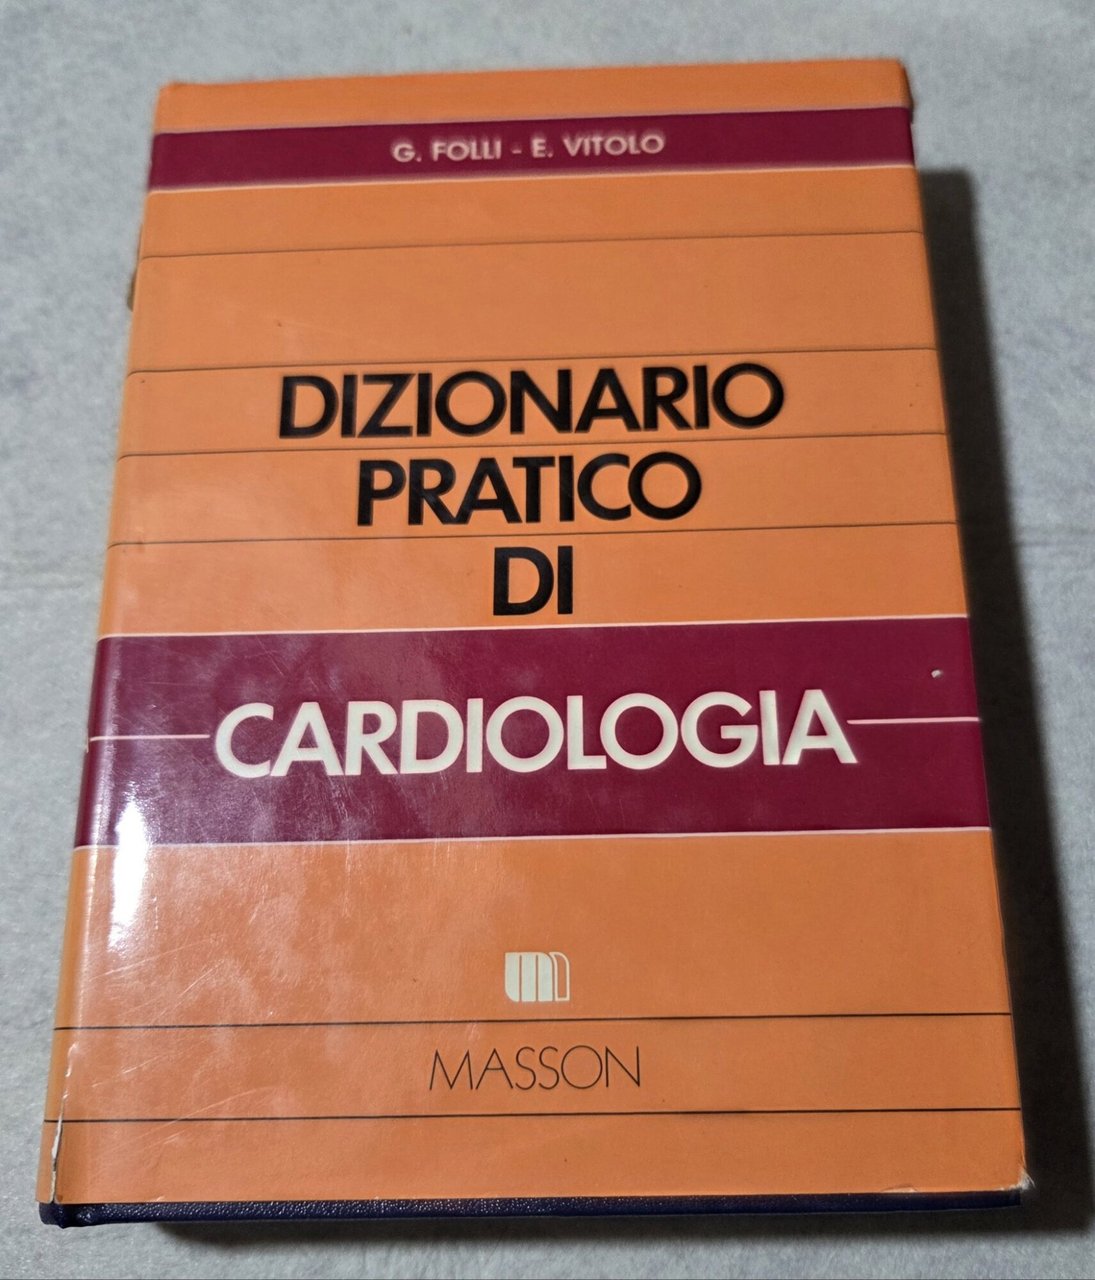 G. FOLLI - E. VITOLO
DIZIONARIO
PRATICO
DI
CARDIOLOGIA
MASSON